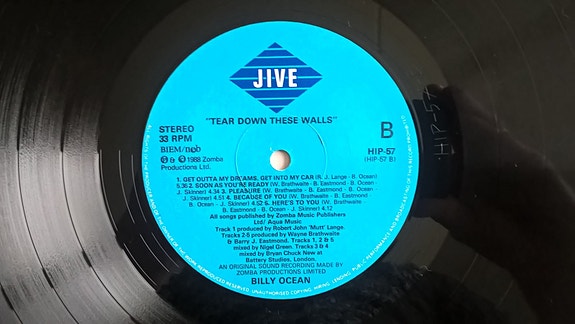 JIVE
"TEAR DOWN THESE WALLS"
STEREO
33 RPM
BIEM/ncb
℗ & © 1988 Zomba
Productions Ltd.
B
HIP-57
(HIP-57 B)
1. GET OUTTA MY DREAMS, GET INTO MY CAR (R. J. Lange - B. Ocean)
5.36 2. SOON AS YOU'RE READY (W. Brathwaite - B. Eastmond - B. Ocean -
J. Skinner) 4.34 3. PLEASURE (W. Brathwaite - B. Eastmond - B. Ocean
- J. Skinner) 4.51 4. BECAUSE OF YOU (W. Brathwaite - B. Eastmond -
B. Ocean - J. Skinner) 4.52 5. HERE'S TO YOU (W. Brathwaite - B.
Eastmond - B. Ocean - J. Skinner) 4.12
All songs published by Zomba Music Publishers
Ltd/ Aqua Music
Track 1 produced by Robert John 'Mutt' Lange.
Tracks 2-5 produced by Wayne Brathwaite
& Barry J. Eastmond. Tracks 1, 2 & 5
mixed by Nigel Green. Tracks 3 & 4
mixed by Bryan Chuck New at
Battery Studios, London.
AN ORIGINAL SOUND RECORDING MADE BY
ZOMBA PRODUCTIONS LIMITED
BILLY OCEAN
HIP-57